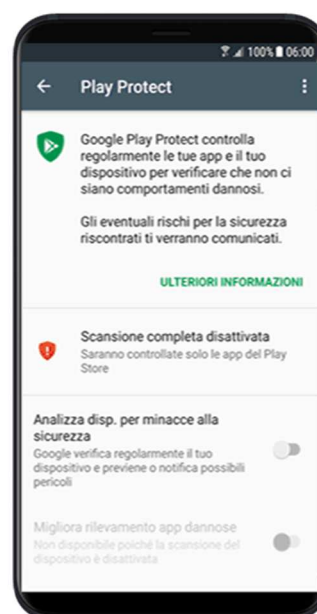 100% 06:00
Play Protect
Google Play Protect controlla
regolarmente le tue app e il tuo
dispositivo per verificare che non ci
siano comportamenti dannosi.
Gli eventuali rischi per la sicurezza
riscontrati ti verranno comunicati.
ULTERIORI INFORMAZIONI
Scansione completa disattivata
Saranno controllate solo le app del Play
Store
Analizza disp. per minacce alla
sicurezza
Google verifica regolarmente il tuo
dispositivo e previene o notifica possibili
pericoli
Migliora rilevamento app dannose
Non disponibile poiché la scansione del
dispositivo è disattivata